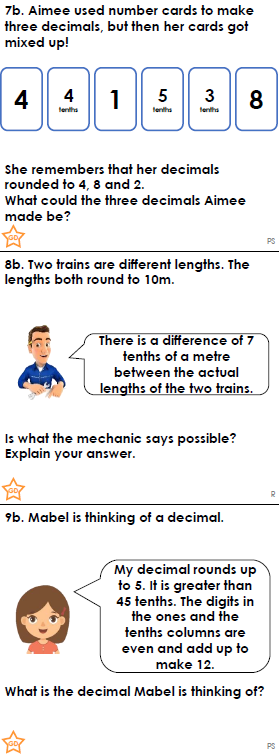 7b. Aimee used number cards to make
three decimals, but then her cards got
mixed up!
4 4 tenths 1 5 tenths 3 tenths 8
She remembers that her decimals
rounded to 4, 8 and 2.
What could the three decimals Aimee
made be?
GD
PS
8b. Two trains are different lengths. The
lengths both round to 10m.
There is a difference of 7
tenths of a metre
between the actual
lengths of the two trains.
Is what the mechanic says possible?
Explain your answer.
GD
R
9b. Mabel is thinking of a decimal.
My decimal rounds up
to 5. It is greater than
45 tenths. The digits in
the ones and the
tenths columns are
even and add up to
make 12.
What is the decimal Mabel is thinking of?
GD
PS